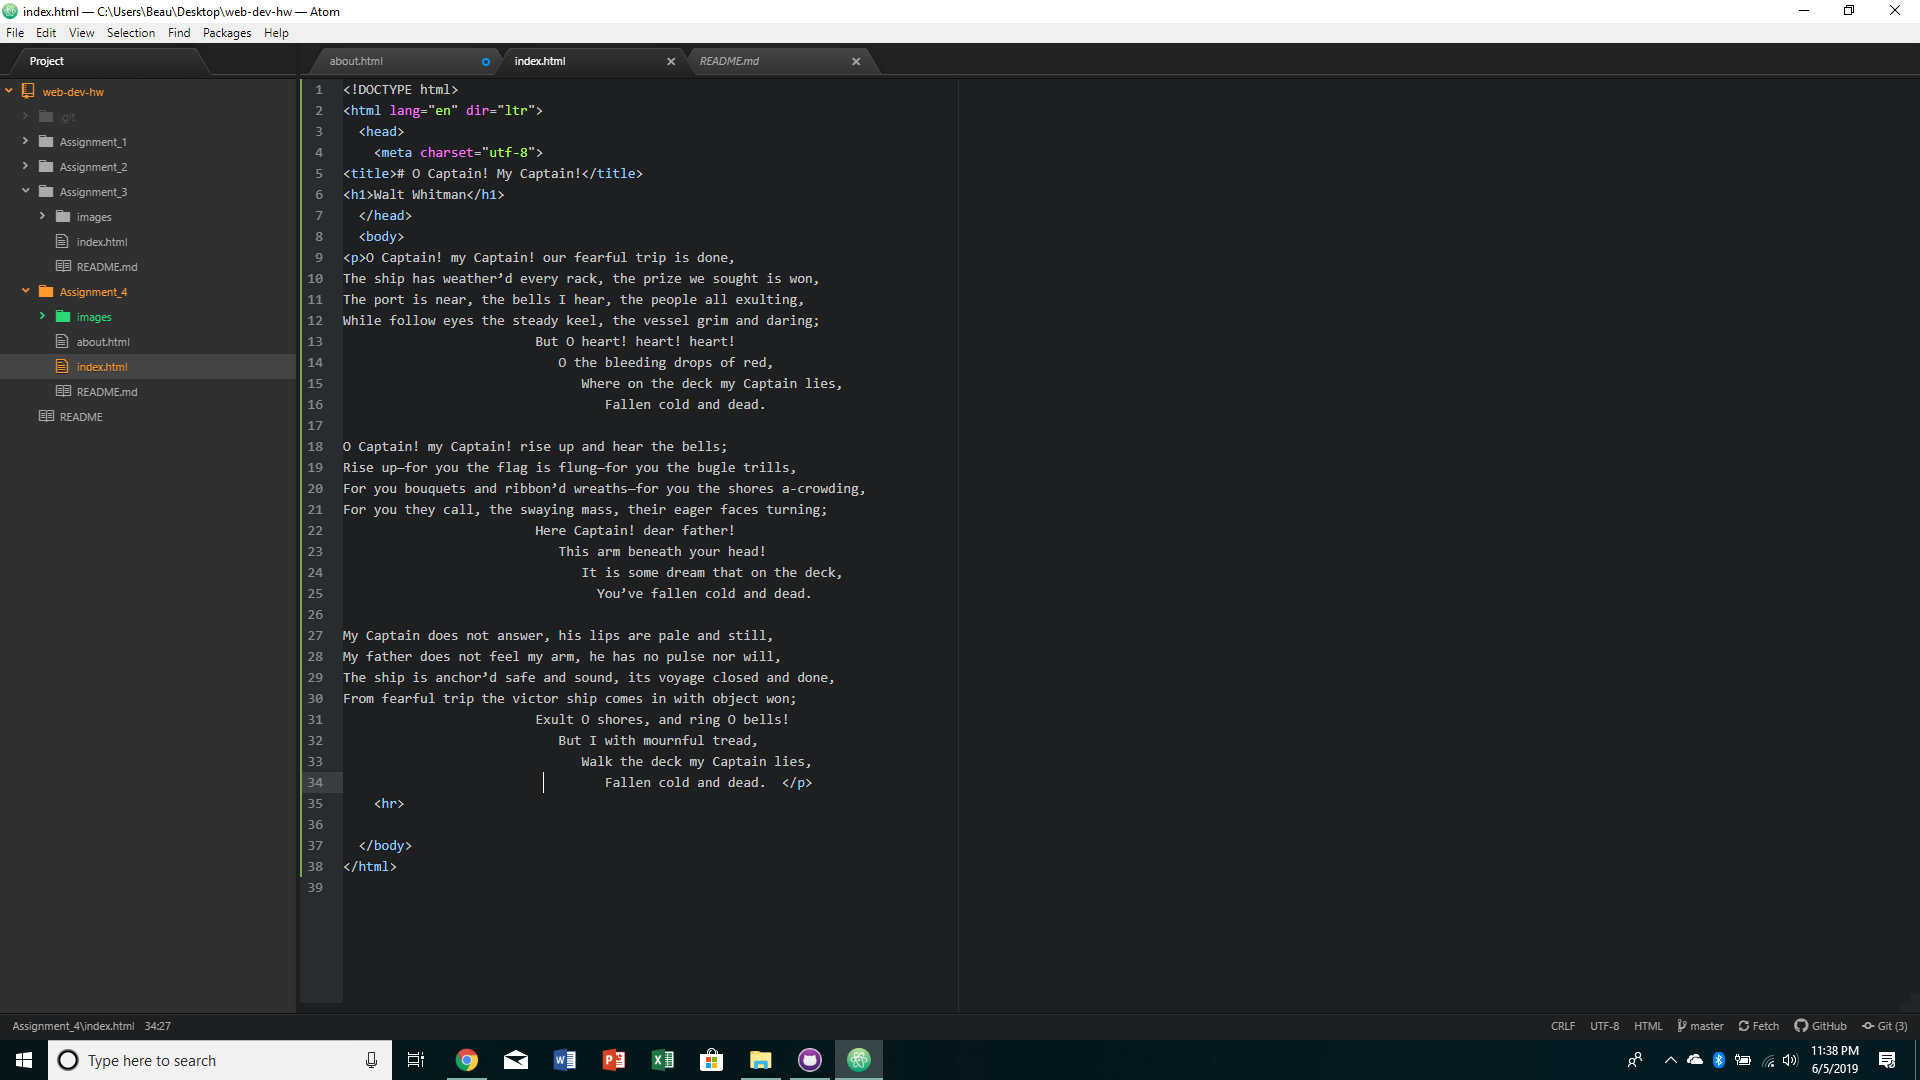 index.html — C:\Users\Beau\Desktop\web-dev-hw — Atom
File Edit View Selection Find Packages Help
Project
about.html index.html README.md
web-dev-hw
.git
Assignment_1
Assignment_2
Assignment_3
images
index.html
README.md
Assignment_4
images
about.html
index.html
README.md
README
1 <!DOCTYPE html>
2 <html lang="en" dir="ltr">
3 <head>
4 <meta charset="utf-8">
5 <title># O Captain! My Captain!</title>
6 <h1>Walt Whitman</h1>
7 </head>
8 <body>
9 <p>O Captain! my Captain! our fearful trip is done,
10 The ship has weather’d every rack, the prize we sought is won,
11 The port is near, the bells I hear, the people all exulting,
12 While follow eyes the steady keel, the vessel grim and daring;
13 But O heart! heart! heart!
14 O the bleeding drops of red,
15 Where on the deck my Captain lies,
16 Fallen cold and dead.
17
18 O Captain! my Captain! rise up and hear the bells;
19 Rise up—for you the flag is flung—for you the bugle trills,
20 For you bouquets and ribbon’d wreaths—for you the shores a-crowding,
21 For you they call, the swaying mass, their eager faces turning;
22 Here Captain! dear father!
23 This arm beneath your head!
24 It is some dream that on the deck,
25 You’ve fallen cold and dead.
26
27 My Captain does not answer, his lips are pale and still,
28 My father does not feel my arm, he has no pulse nor will,
29 The ship is anchor’d safe and sound, its voyage closed and done,
30 From fearful trip the victor ship comes in with object won;
31 Exult O shores, and ring O bells!
32 But I with mournful tread,
33 Walk the deck my Captain lies,
34 Fallen cold and dead. </p>
35 <hr>
36
37 </body>
38 </html>
39
Assignment_4\index.html 34:27 CRLF UTF-8 HTML master Fetch GitHub Git (3)
Type here to search
11:38 PM
6/5/2019